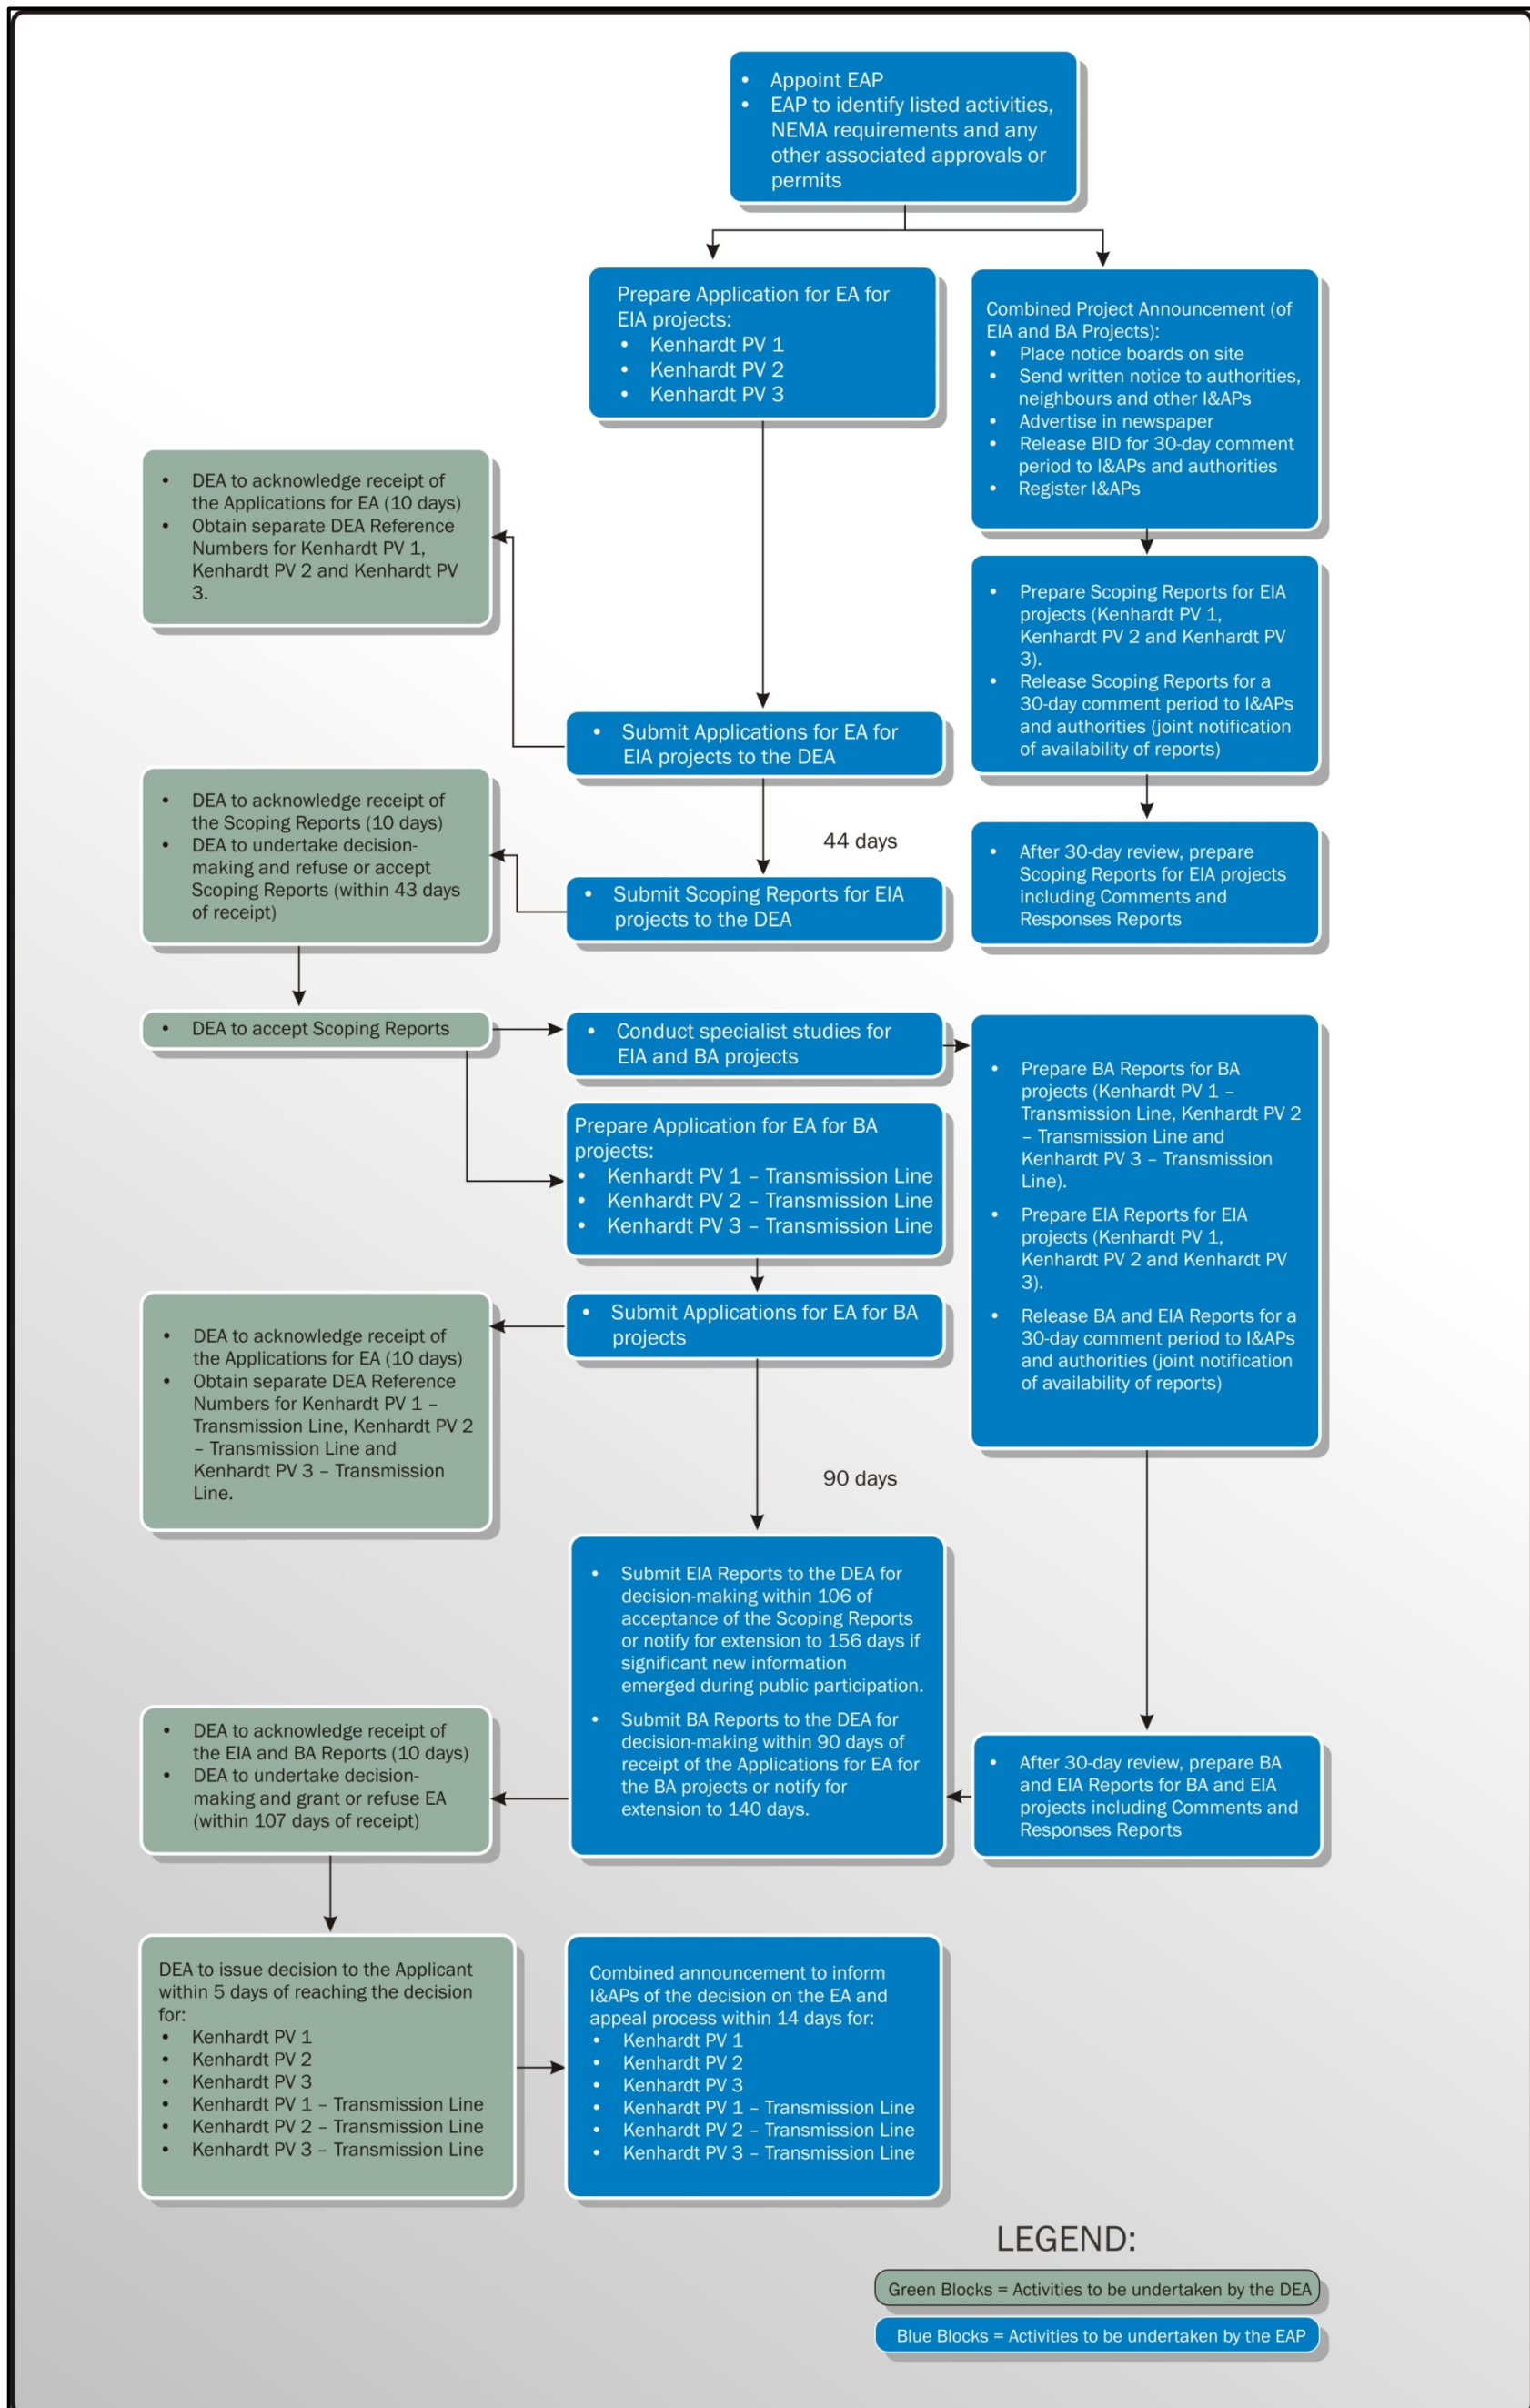 • Appoint EAP
• EAP to identify listed activities,
NEMA requirements and any
other associated approvals or
permits
Prepare Application for EA for
EIA projects:
• Kenhardt PV 1
• Kenhardt PV 2
• Kenhardt PV 3
Combined Project Announcement (of
EIA and BA Projects):
• Place notice boards on site
• Send written notice to authorities,
neighbours and other I&APs
• Advertise in newspaper
• Release BID for 30-day comment
period to I&APs and authorities
• Register I&APs
• DEA to acknowledge receipt of
the Applications for EA (10 days)
• Obtain separate DEA Reference
Numbers for Kenhardt PV 1,
Kenhardt PV 2 and Kenhardt PV
3.
• Prepare Scoping Reports for EIA
projects (Kenhardt PV 1,
Kenhardt PV 2 and Kenhardt PV
3).
• Release Scoping Reports for a
30-day comment period to I&APs
and authorities (joint notification
of availability of reports)
• Submit Applications for EA for
EIA projects to the DEA
• DEA to acknowledge receipt of
the Scoping Reports (10 days)
• DEA to undertake decision-
making and refuse or accept
Scoping Reports (within 43 days
of receipt)
44 days
• Submit Scoping Reports for EIA
projects to the DEA
• After 30-day review, prepare
Scoping Reports for EIA projects
including Comments and
Responses Reports
• DEA to accept Scoping Reports
• Conduct specialist studies for
EIA and BA projects
Prepare Application for EA for BA
projects:
• Kenhardt PV 1 – Transmission Line
• Kenhardt PV 2 – Transmission Line
• Kenhardt PV 3 – Transmission Line
• Prepare BA Reports for BA
projects (Kenhardt PV 1 –
Transmission Line, Kenhardt PV 2
– Transmission Line and
Kenhardt PV 3 – Transmission
Line).
• Prepare EIA Reports for EIA
projects (Kenhardt PV 1,
Kenhardt PV 2 and Kenhardt PV
3).
• Release BA and EIA Reports for a
30-day comment period to I&APs
and authorities (joint notification
of availability of reports)
• Submit Applications for EA for BA
projects
• DEA to acknowledge receipt of
the Applications for EA (10 days)
• Obtain separate DEA Reference
Numbers for Kenhardt PV 1 –
Transmission Line, Kenhardt PV 2
– Transmission Line and
Kenhardt PV 3 – Transmission
Line.
90 days
• Submit EIA Reports to the DEA for
decision-making within 106 of
acceptance of the Scoping Reports
or notify for extension to 156 days if
significant new information
emerged during public participation.
• Submit BA Reports to the DEA for
decision-making within 90 days of
receipt of the Applications for EA for
the BA projects or notify for
extension to 140 days.
• DEA to acknowledge receipt of
the EIA and BA Reports (10 days)
• DEA to undertake decision-
making and grant or refuse EA
(within 107 days of receipt)
• After 30-day review, prepare BA
and EIA Reports for BA and EIA
projects including Comments and
Responses Reports
DEA to issue decision to the Applicant
within 5 days of reaching the decision
for:
• Kenhardt PV 1
• Kenhardt PV 2
• Kenhardt PV 3
• Kenhardt PV 1 – Transmission Line
• Kenhardt PV 2 – Transmission Line
• Kenhardt PV 3 – Transmission Line
Combined announcement to inform
I&APs of the decision on the EA and
appeal process within 14 days for:
• Kenhardt PV 1
• Kenhardt PV 2
• Kenhardt PV 3
• Kenhardt PV 1 – Transmission Line
• Kenhardt PV 2 – Transmission Line
• Kenhardt PV 3 – Transmission Line
LEGEND:
Green Blocks = Activities to be undertaken by the DEA
Blue Blocks = Activities to be undertaken by the EAP